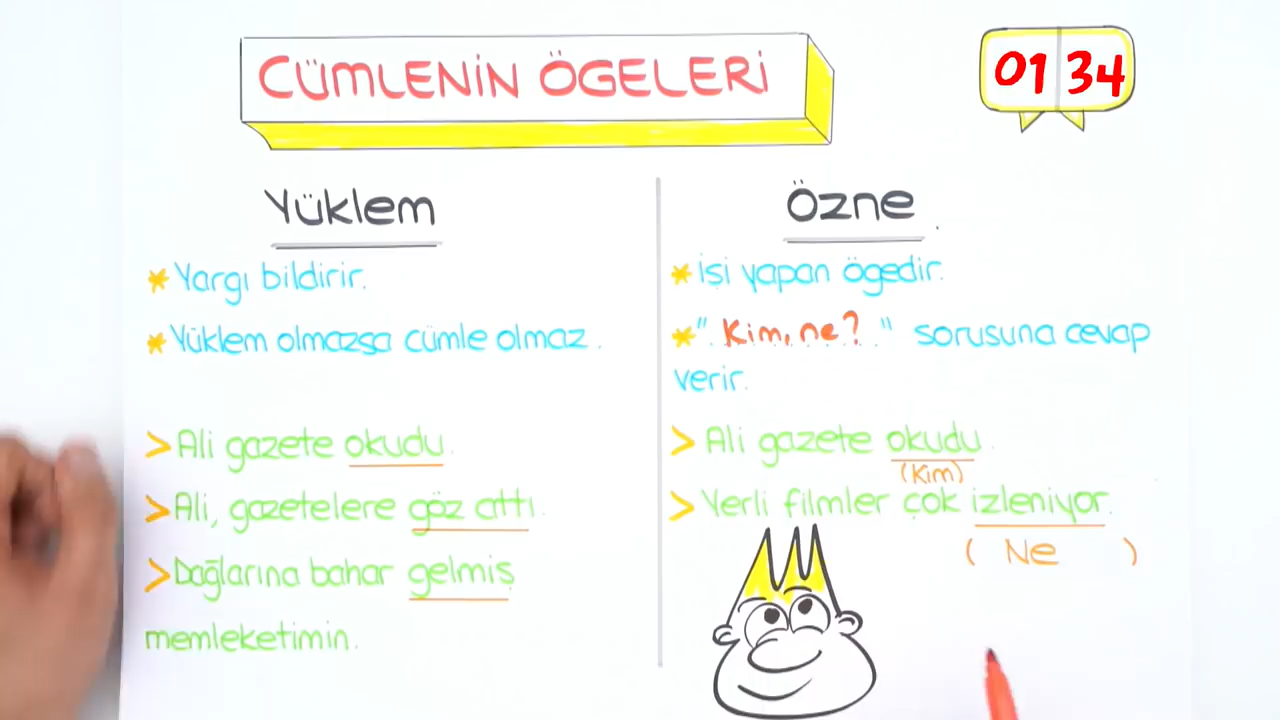 CÜMLENİN ÖGELERİ
01 34
Yüklem
* Yargı bildirir.
* Yüklem olmazsa cümle olmaz.
> Ali gazete okudu.
> Ali, gazetelere göz attı.
> Dağlarına bahar gelmiş
memleketimin.
Özne
* İşi yapan ögedir.
* "Kim, ne?" sorusuna cevap
verir.
> Ali gazete okudu.
(Kim)
> Yerli filmler çok izleniyor.
( Ne )